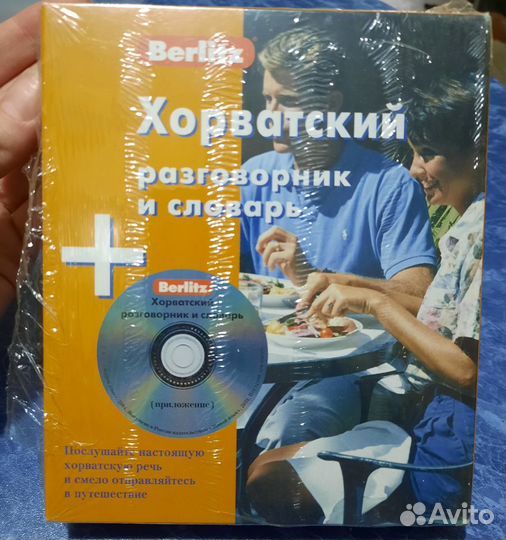 Berlitz
Хорватский
разговорник
и словарь
+
Berlitz
Хорватский
разговорник и словарь
(приложение)
Послушайте настоящую
хорватскую речь
и смело отправляйтесь
в путешествие
Avito